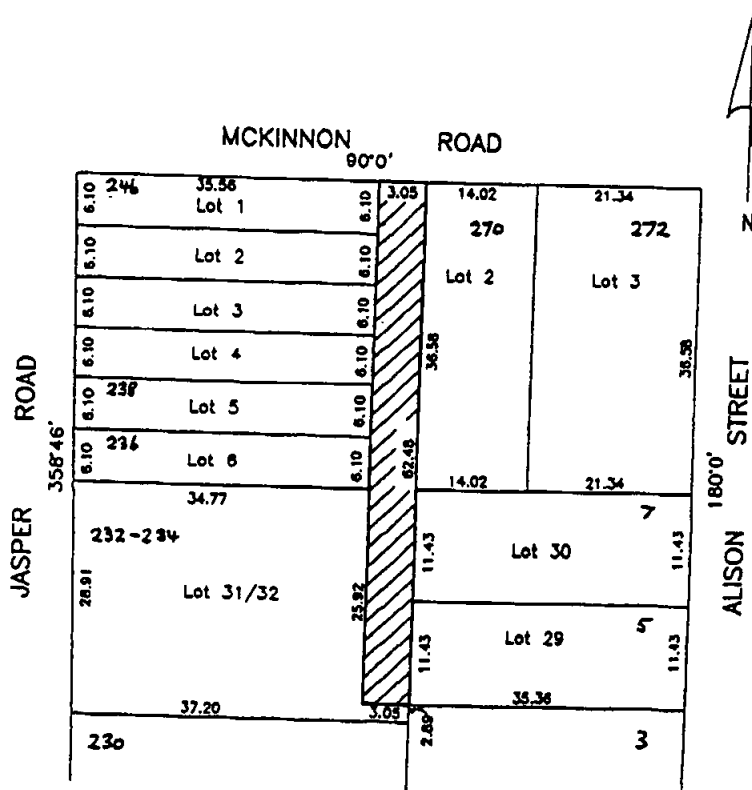 MCKINNON ROAD
90°0'
N
246 35.56 3.05 14.02 21.34
6.10 Lot 1 6.10
270 272
6.10 Lot 2 6.10
Lot 2 Lot 3
6.10 Lot 3 6.10
6.10 Lot 4 6.10
36.58 36.58
238
6.10 Lot 5 6.10
236
6.10 Lot 6 6.10
62.48
JASPER ROAD
358°46'
ALISON STREET
180°0'
34.77 14.02 21.34
232-234
7
11.43 Lot 30 11.43
28.91 Lot 31/32 25.92
5
11.43 Lot 29 11.43
35.36
37.20 3.05
2.89
230 3